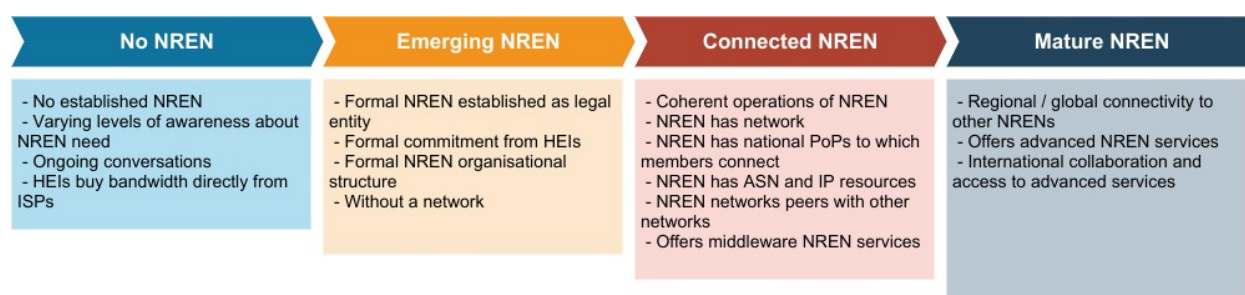 No NREN
- No established NREN
- Varying levels of awareness about
NREN need
- Ongoing conversations
- HEIs buy bandwidth directly from
ISPs
Emerging NREN
- Formal NREN established as legal
entity
- Formal commitment from HEIs
- Formal NREN organisational
structure
- Without a network
Connected NREN
- Coherent operations of NREN
- NREN has network
- NREN has national PoPs to which
members connect
- NREN has ASN and IP resources
- NREN networks peers with other
networks
- Offers middleware NREN services
Mature NREN
- Regional / global connectivity to
other NRENs
- Offers advanced NREN services
- International collaboration and
access to advanced services